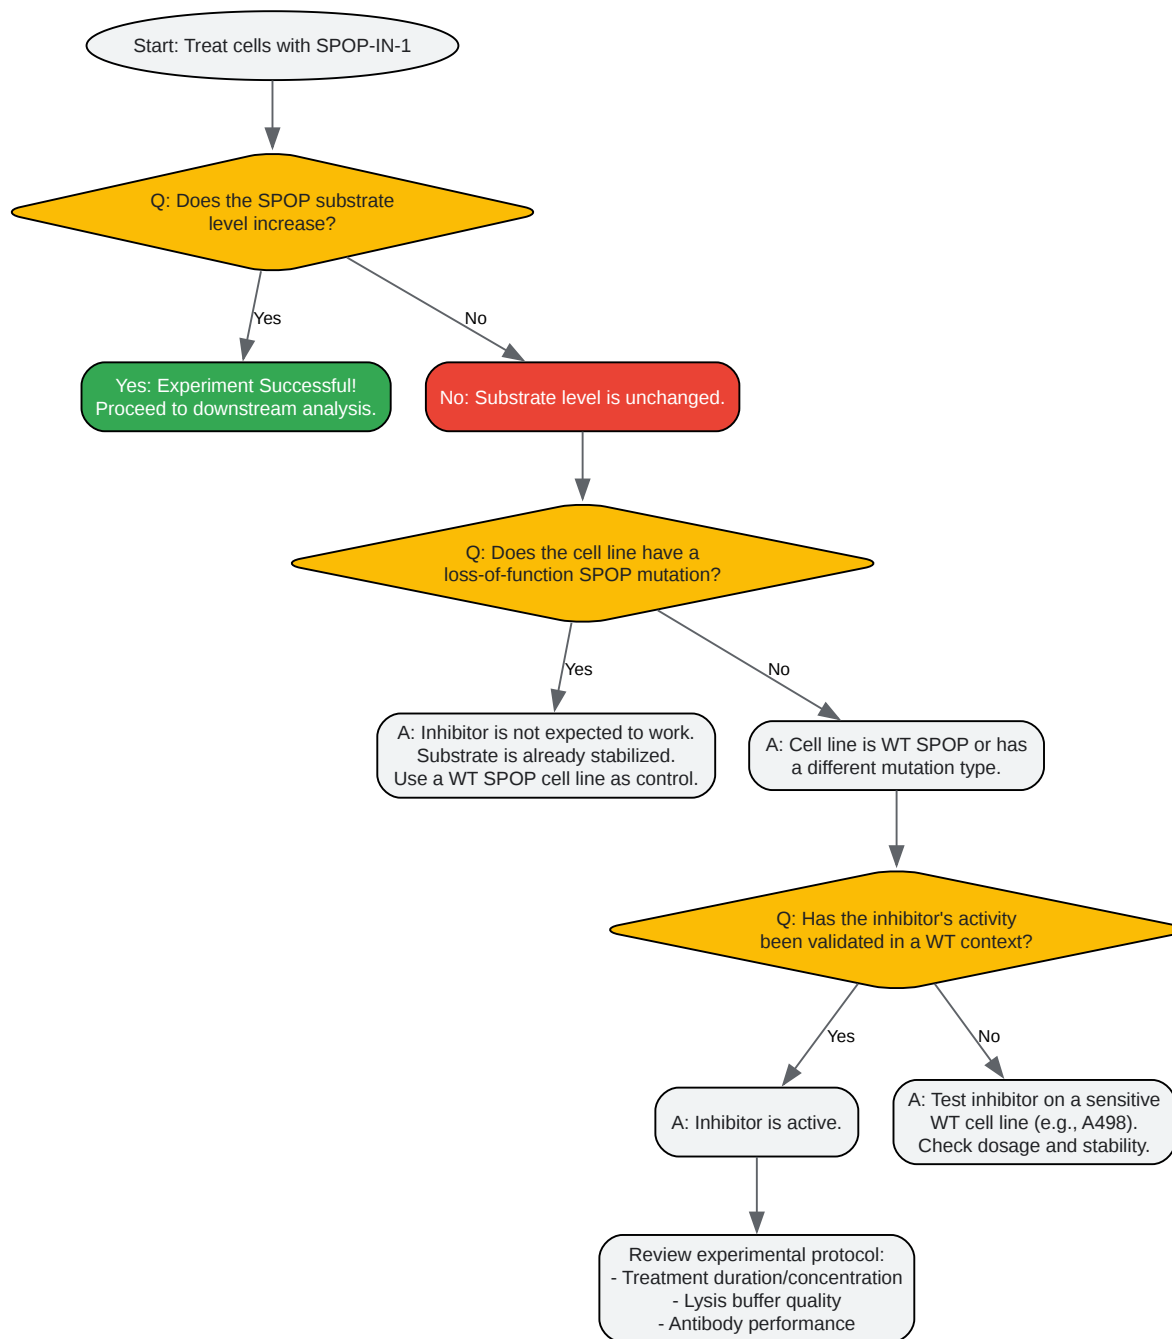 Start: Treat cells with SPOP-IN-1
Q: Does the SPOP substrate
level increase?
Yes
No
Yes: Experiment Successful!
Proceed to downstream analysis.
No: Substrate level is unchanged.
Q: Does the cell line have a
loss-of-function SPOP mutation?
Yes
No
A: Inhibitor is not expected to work.
Substrate is already stabilized.
Use a WT SPOP cell line as control.
A: Cell line is WT SPOP or has
a different mutation type.
Q: Has the inhibitor's activity
been validated in a WT context?
Yes
No
A: Inhibitor is active.
A: Test inhibitor on a sensitive
WT cell line (e.g., A498).
Check dosage and stability.
Review experimental protocol:
- Treatment duration/concentration
- Lysis buffer quality
- Antibody performance